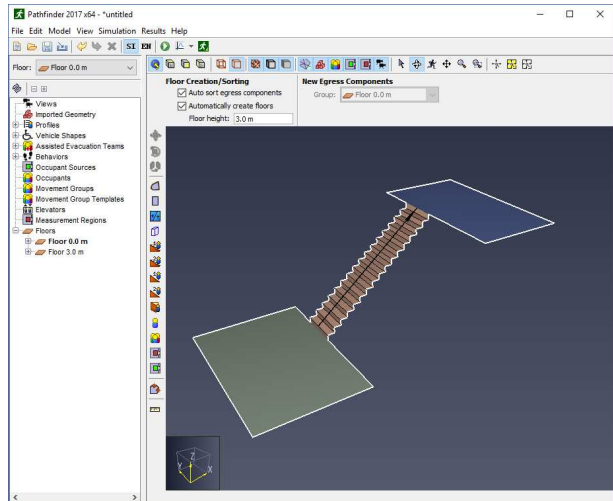 Pathfinder 2017 x64 - *untitled
File Edit Model View Simulation Results Help
SI EN
Floor: Floor 0.0 m
Floor Creation/Sorting
New Egress Components
Auto sort egress components
Group: Floor 0.0 m
Automatically create floors
Floor height: 3.0 m
Views
Imported Geometry
Profiles
Vehicle Shapes
Assisted Evacuation Teams
Behaviors
Occupant Sources
Occupants
Movement Groups
Movement Group Templates
Elevators
Measurement Regions
Floors
Floor 0.0 m
Floor 3.0 m
Z
Y X